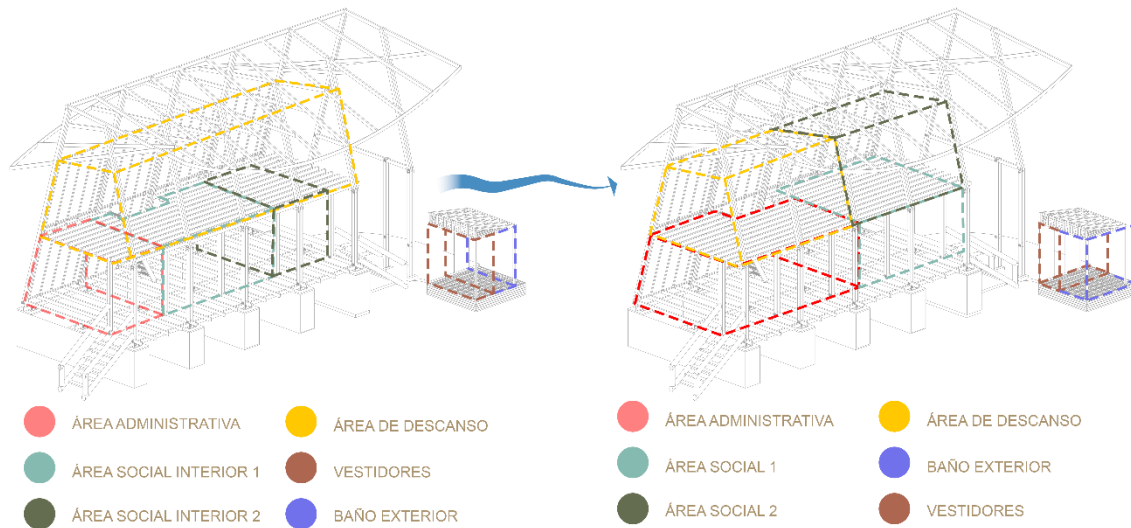 ÁREA ADMINISTRATIVA
ÁREA DE DESCANSO
ÁREA SOCIAL INTERIOR 1
VESTIDORES
ÁREA SOCIAL INTERIOR 2
BAÑO EXTERIOR
ÁREA ADMINISTRATIVA
ÁREA DE DESCANSO
ÁREA SOCIAL 1
BAÑO EXTERIOR
ÁREA SOCIAL 2
VESTIDORES